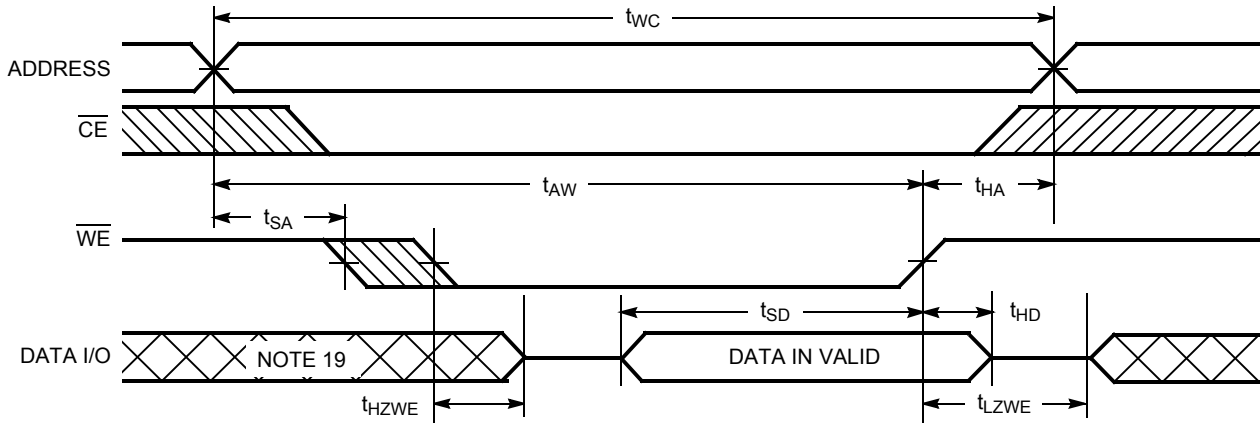 tWC
ADDRESS
CE
tAW
tHA
tSA
WE
tSD
tHD
DATA I/O
NOTE 19
DATA IN VALID
tHZWE
tLZWE